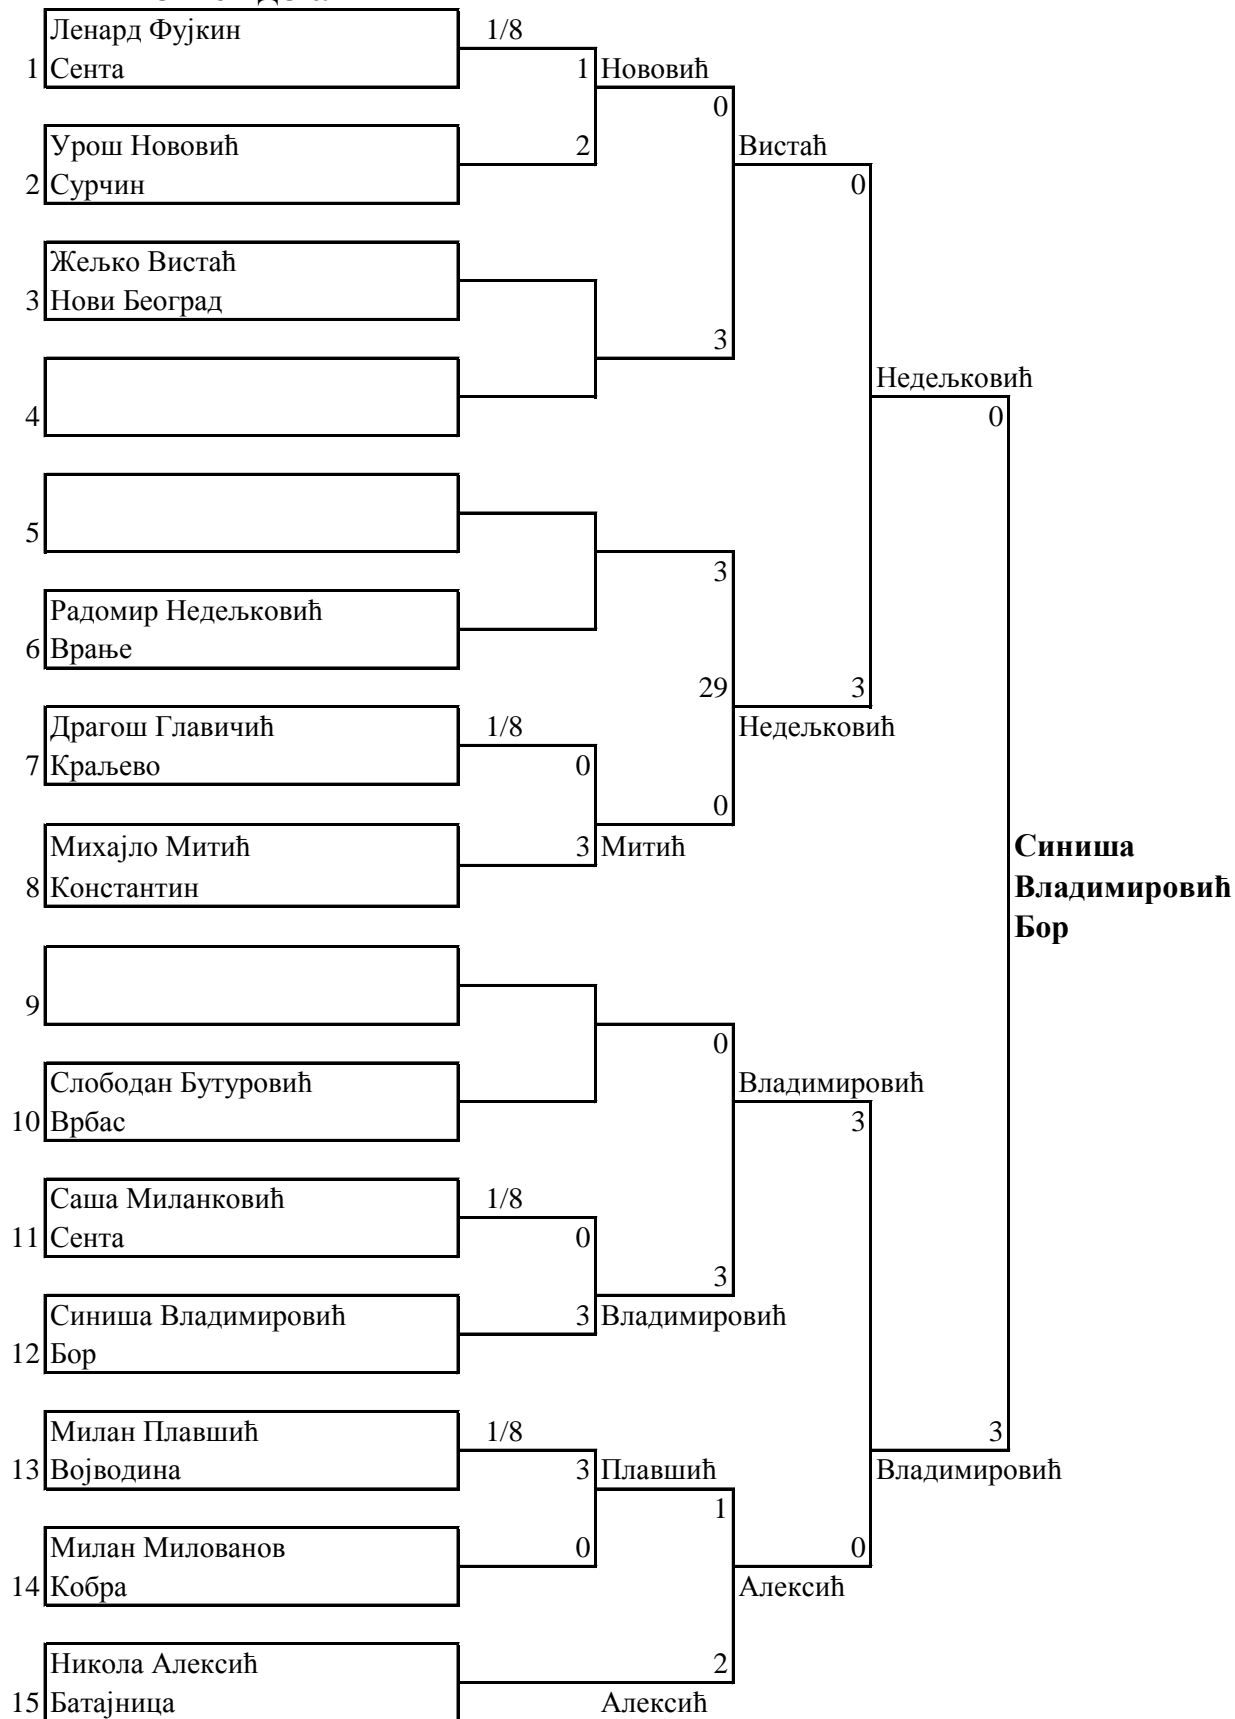 Ленард Фујкин 1/8
1 Сента 1 Нововић
0
Урош Нововић 2 Вистаћ
2 Сурчин 0
Жељко Вистаћ
3 Нови Београд
3
Недељковић
4 0
5
3
Радомир Недељковић
6 Врање
29 3
Драгош Главичић 1/8 Недељковић
7 Краљево 0
0
Михајло Митић 3 Митић Синиша
8 Константин Владимировић
Бор
9
0
Слободан Бутуровић Владимировић
10 Врбас 3
Саша Миланковић 1/8
11 Сента 0
3
Синиша Владимировић 3 Владимировић
12 Бор
Милан Плавшић 1/8 3
13 Војводина 3 Плавшић Владимировић
1
Милан Милованов 0 0
14 Кобра Алексић
Никола Алексић 2
15 Батајница Алексић